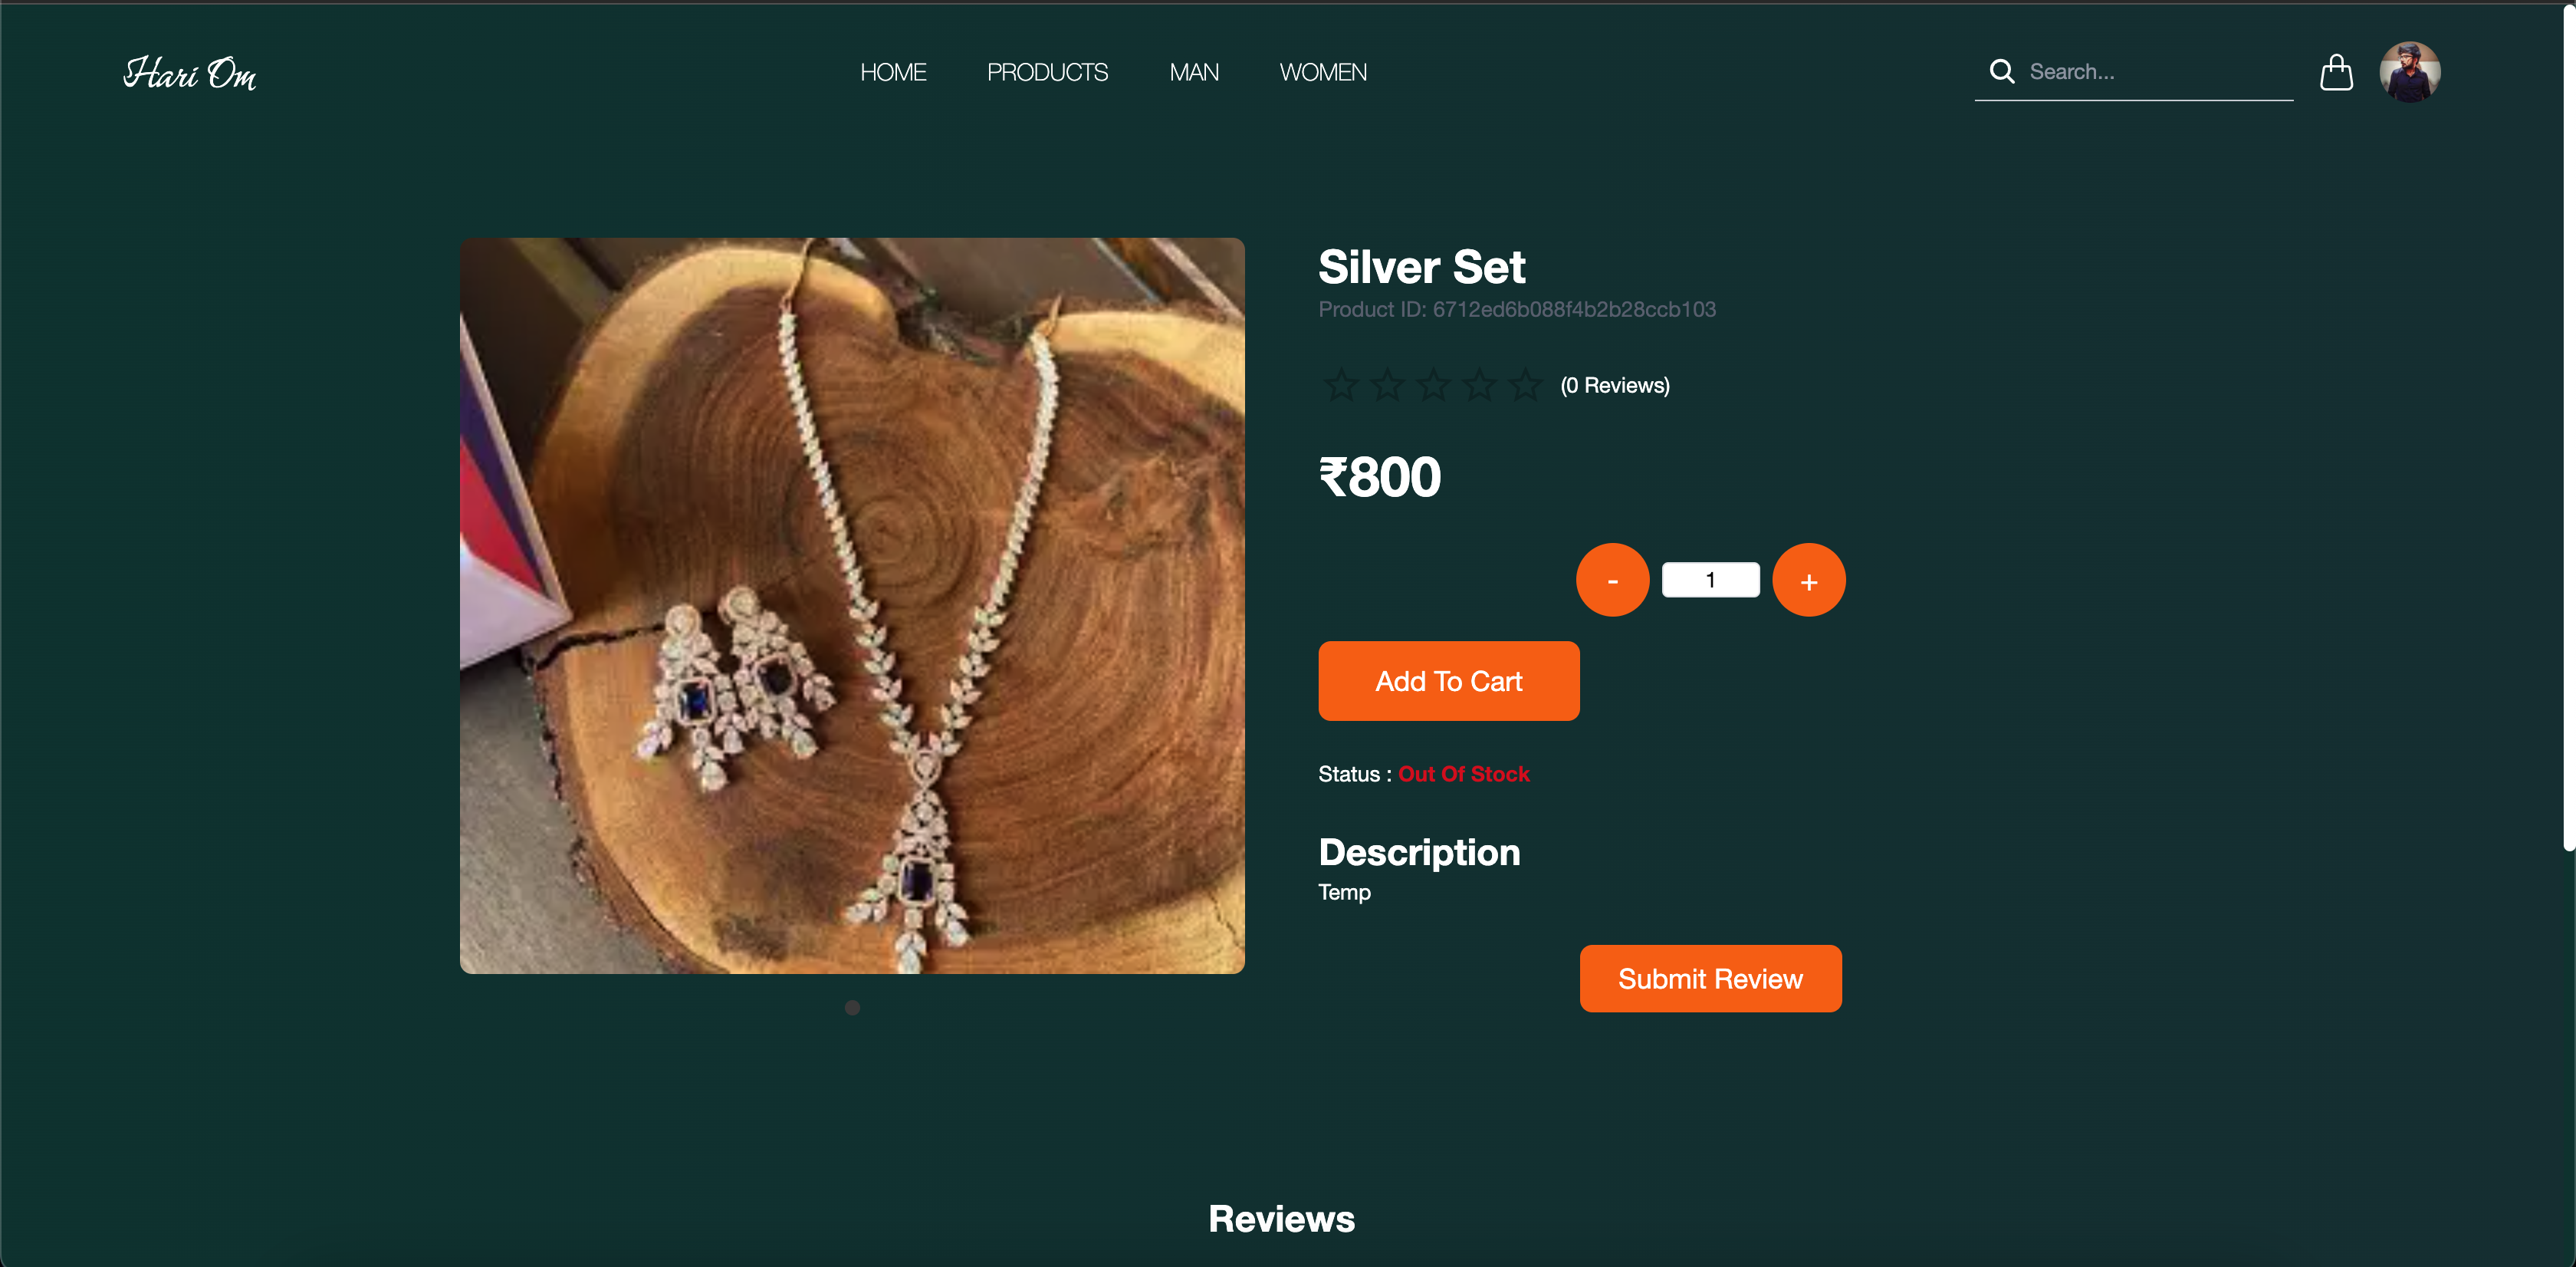 Hari Om
HOME PRODUCTS MAN WOMEN
Search...
Silver Set
Product ID: 6712ed6b088f4b2b28ccb103
(0 Reviews)
₹800
- 1 +
Add To Cart
Status : Out Of Stock
Description
Temp
Submit Review
Reviews